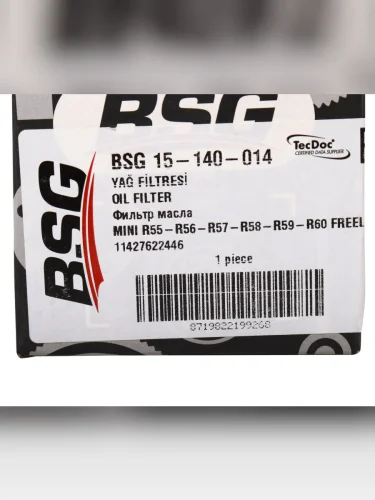 BSG
BSG
BSG 15-140-014
TecDoc
CERTIFIED DATA SUPPLIER
YAĞ FİLTRESİ
OIL FILTER
Фильтр масла
MINI R55-R56-R57-R58-R59-R60 FREEL
11427622446
1 piece
8719822199268